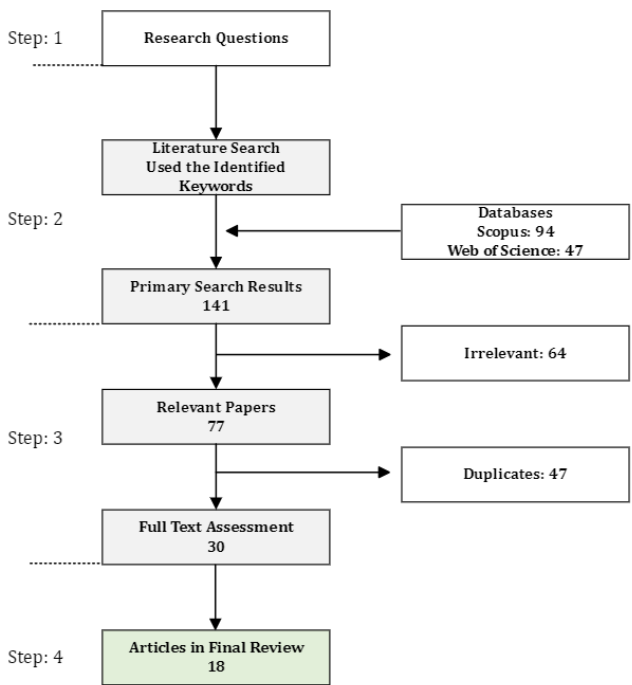 Step: 1
Research Questions
Literature Search
Used the Identified
Keywords
Step: 2
Databases
Scopus: 94
Web of Science: 47
Primary Search Results
141
Irrelevant: 64
Relevant Papers
77
Step: 3
Duplicates: 47
Full Text Assessment
30
Articles in Final Review
18
Step: 4